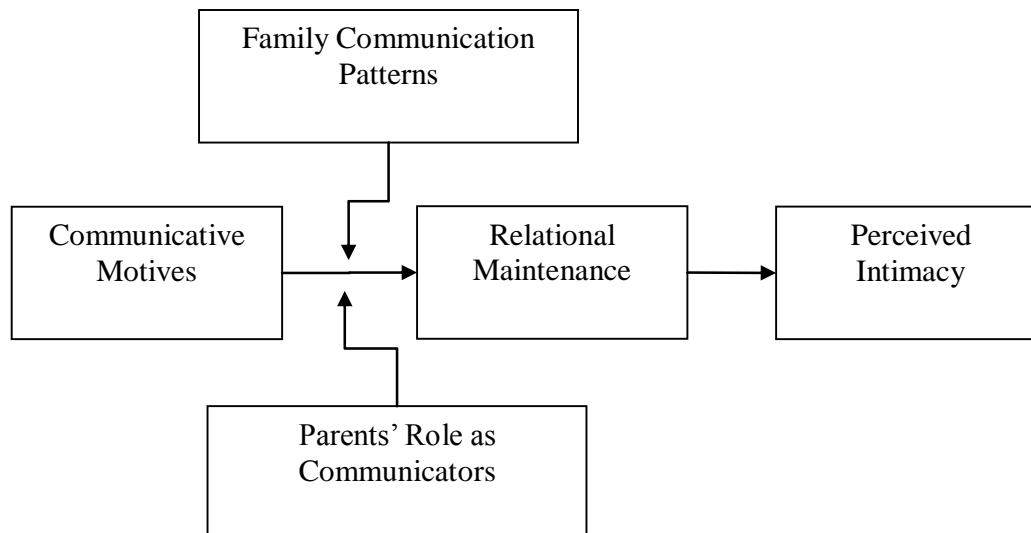 Family Communication
Patterns
Communicative
Motives
Relational
Maintenance
Perceived
Intimacy
Parents’ Role as
Communicators